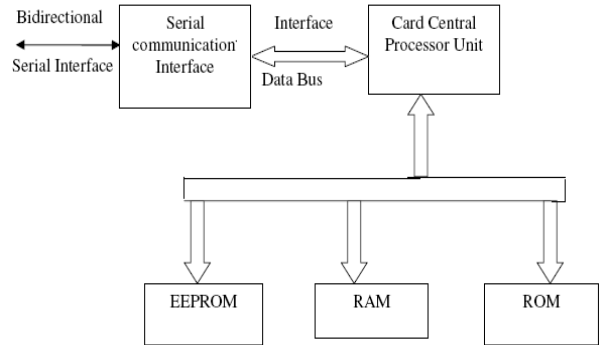 Bidirectional
Serial Interface
Serial
communication
Interface
Interface
Data Bus
Card Central
Processor Unit
EEPROM
RAM
ROM